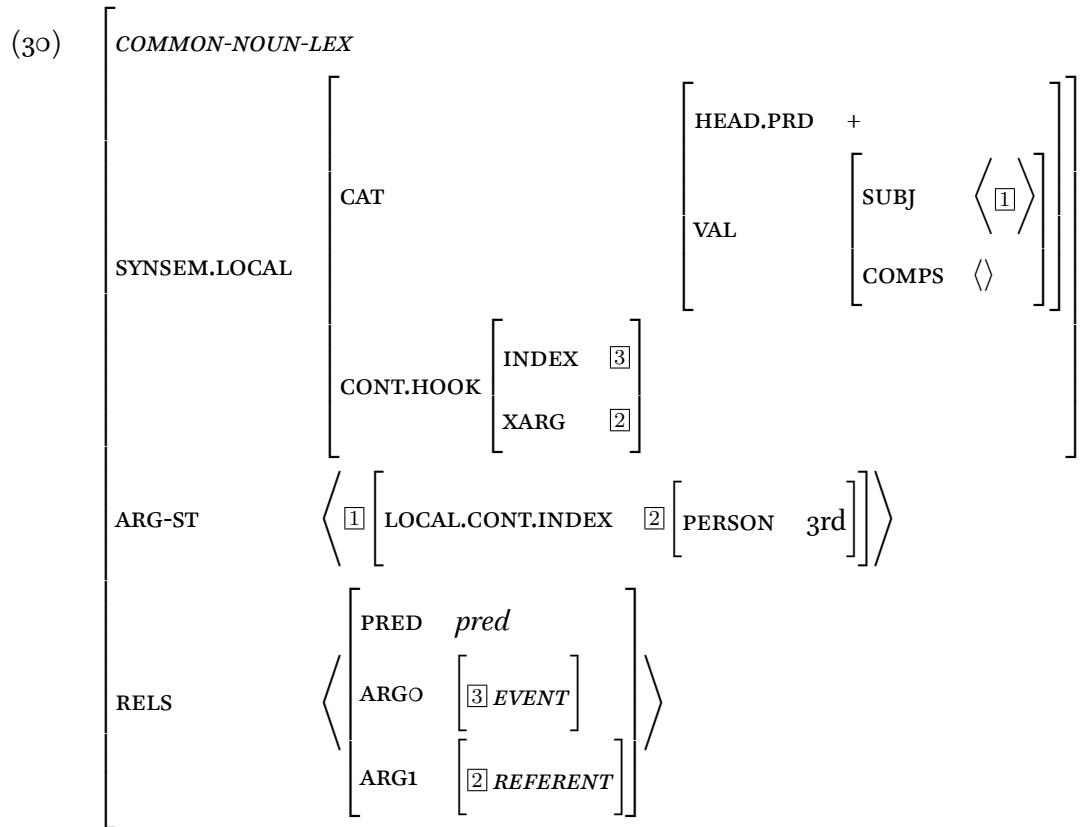 (30)
COMMON-NOUN-LEX
HEAD.PRD +
CAT
SUBJ ⟨ 1 ⟩
VAL
SYNSEM.LOCAL
COMPS ⟨⟩
INDEX 3
CONT.HOOK
XARG 2
ARG-ST ⟨ 1 [ LOCAL.CONT.INDEX 2 [ PERSON 3rd ] ] ⟩
PRED pred
ARG0 [ 3 EVENT ]
RELS
ARG1 [ 2 REFERENT ]